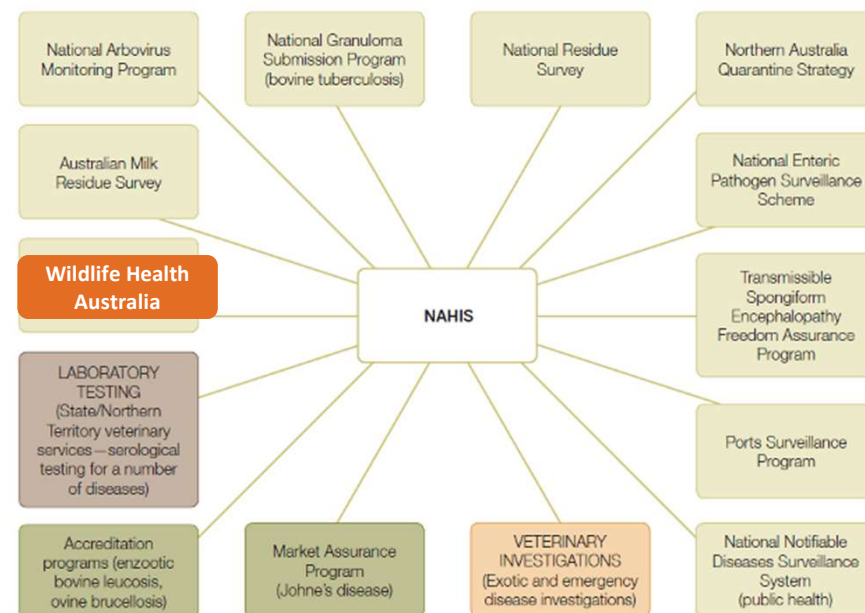 National Arbovirus
Monitoring Program
National Granuloma
Submission Program
(bovine tuberculosis)
National Residue
Survey
Northern Australia
Quarantine Strategy
Australian Milk
Residue Survey
National Enteric
Pathogen Surveillance
Scheme
Wildlife Health
Australia
NAHIS
Transmissible
Spongiform
Encephalopathy
Freedom Assurance
Program
LABORATORY
TESTING
(State/Northern
Territory veterinary
services—serological
testing for a number
of diseases)
Ports Surveillance
Program
Accreditation
programs (enzootic
bovine leucosis,
ovine brucellosis)
Market Assurance
Program
(Johne's disease)
VETERINARY
INVESTIGATIONS
(Exotic and emergency
disease investigations)
National Notifiable
Diseases Surveillance
System
(public health)